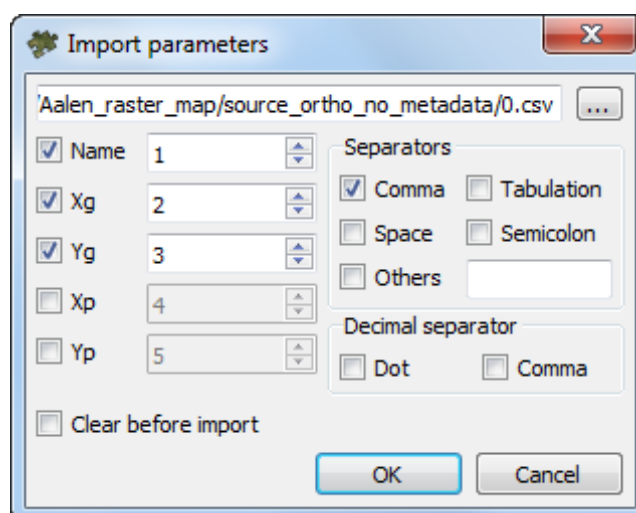 Import parameters
/Aalen_raster_map/source_ortho_no_metadata/0.csv ...
Name 1
Xg 2
Yg 3
Xp 4
Yp 5
Clear before import
Separators
Comma Tabulation
Space Semicolon
Others
Decimal separator
Dot Comma
OK Cancel